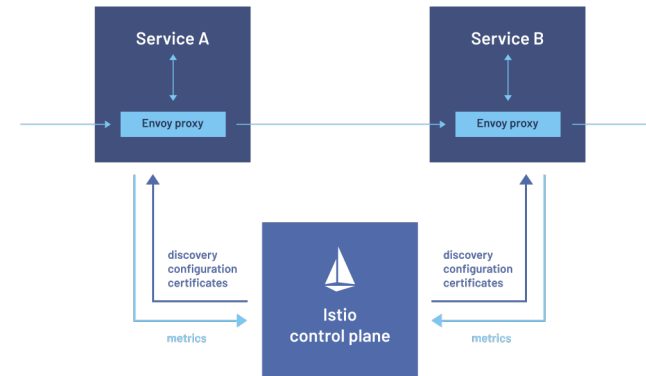 Service A
Service B
Envoy proxy
Envoy proxy
discovery
configuration
certificates
discovery
configuration
certificates
Istio
control plane
metrics
metrics